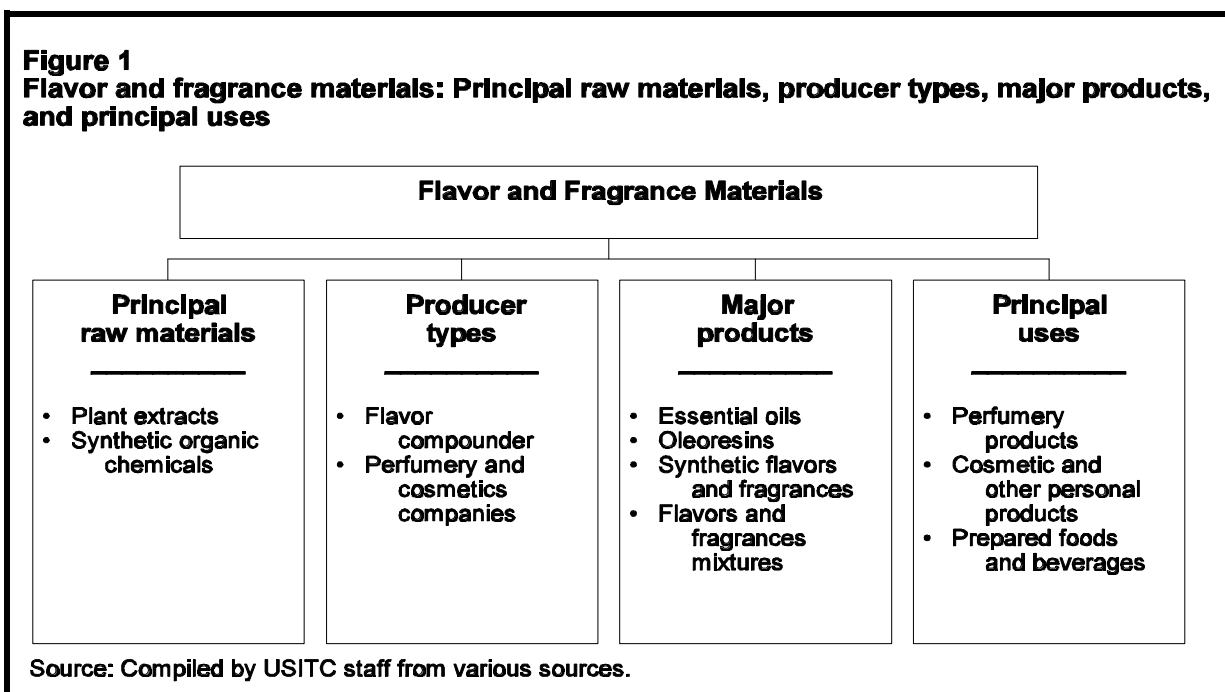 Figure 1
Flavor and fragrance materials: Principal raw materials, producer types, major products,
and principal uses
Flavor and Fragrance Materials
Principal
raw materials
• Plant extracts
• Synthetic organic
chemicals
Producer
types
• Flavor
compounder
• Perfumery and
cosmetics
companies
Major
products
• Essential oils
• Oleoresins
• Synthetic flavors
and fragrances
• Flavors and
fragrances
mixtures
Principal
uses
• Perfumery
products
• Cosmetic and
other personal
products
• Prepared foods
and beverages
Source: Compiled by USITC staff from various sources.